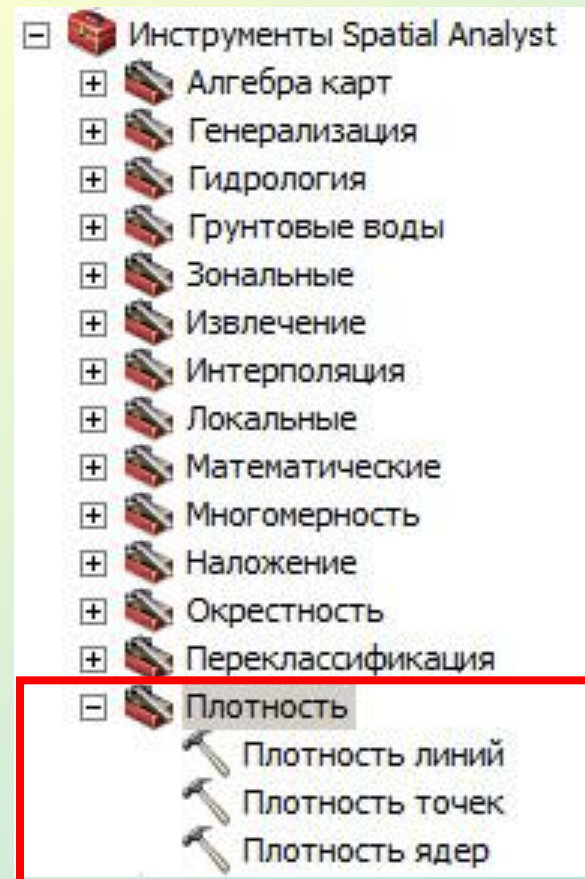 Инструменты Spatial Analyst
Алгебра карт
Генерализация
Гидрология
Грунтовые воды
Зональные
Извлечение
Интерполяция
Локальные
Математические
Многомерность
Наложение
Окрестность
Переклассификация
Плотность
Плотность линий
Плотность точек
Плотность ядер